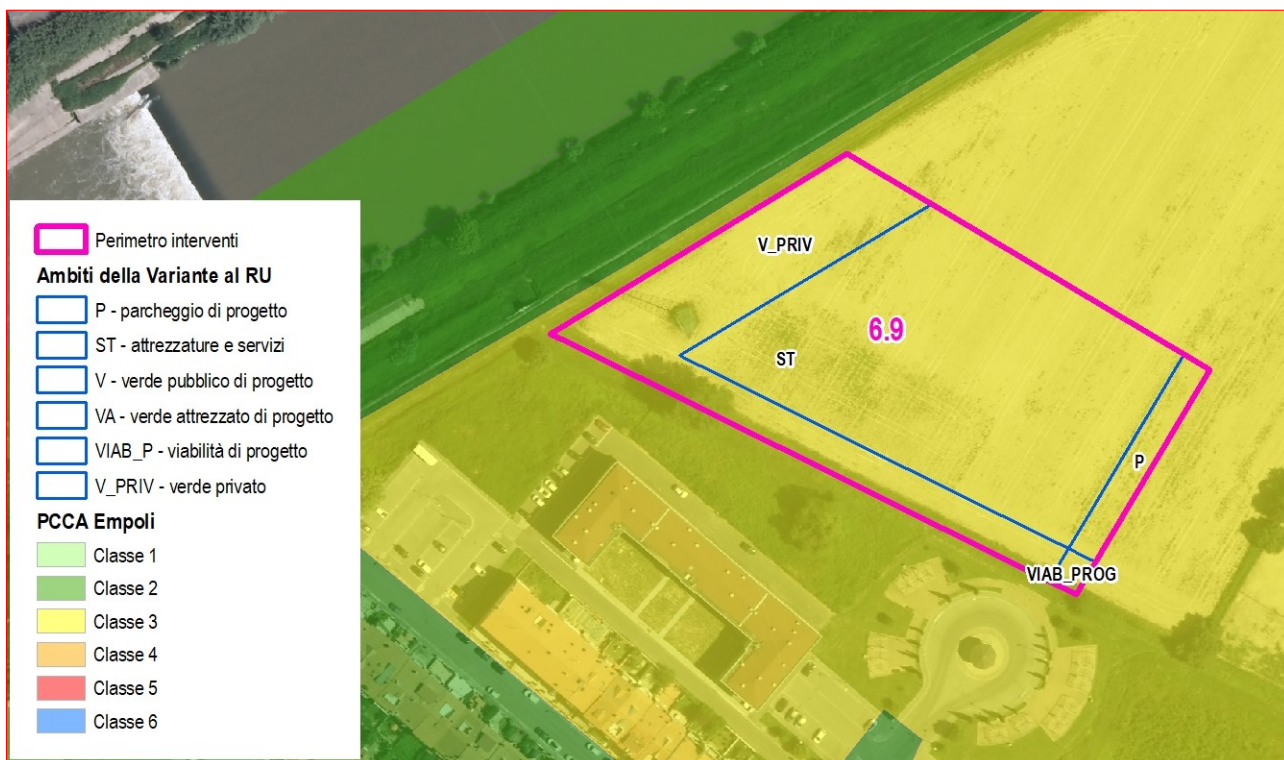 Perimetro interventi
Ambiti della Variante al RU
P - parcheggio di progetto
ST - attrezzature e servizi
V - verde pubblico di progetto
VA - verde attrezzato di progetto
VIAB_P - viabilità di progetto
V_PRIV - verde privato
PCCA Empoli
Classe 1
Classe 2
Classe 3
Classe 4
Classe 5
Classe 6
V_PRIV
6.9
ST
P
VIAB_PROG